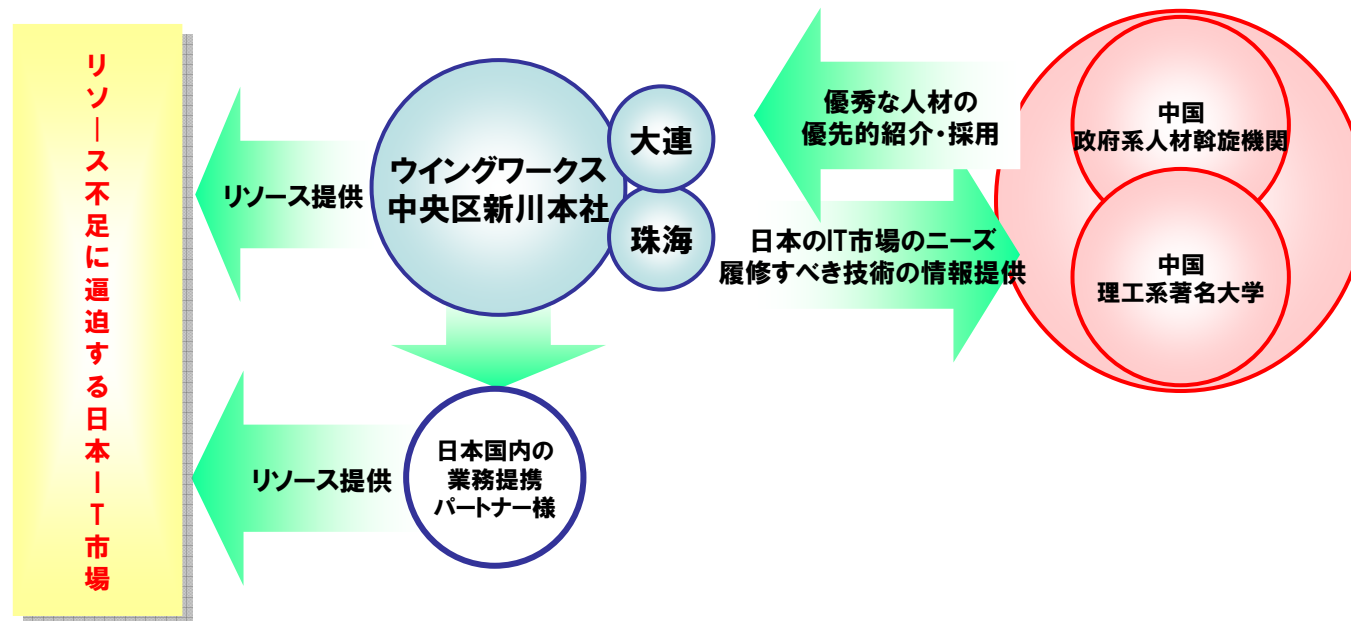 リソース不足に逼迫する日本IT市場
リソース提供
ウイングワークス
中央区新川本社
大連
珠海
優秀な人材の
優先的紹介・採用
日本のIT市場のニーズ
履修すべき技術の情報提供
中国
政府系人材斡旋機関
中国
理工系著名大学
リソース提供
日本国内の
業務提携
パートナー様